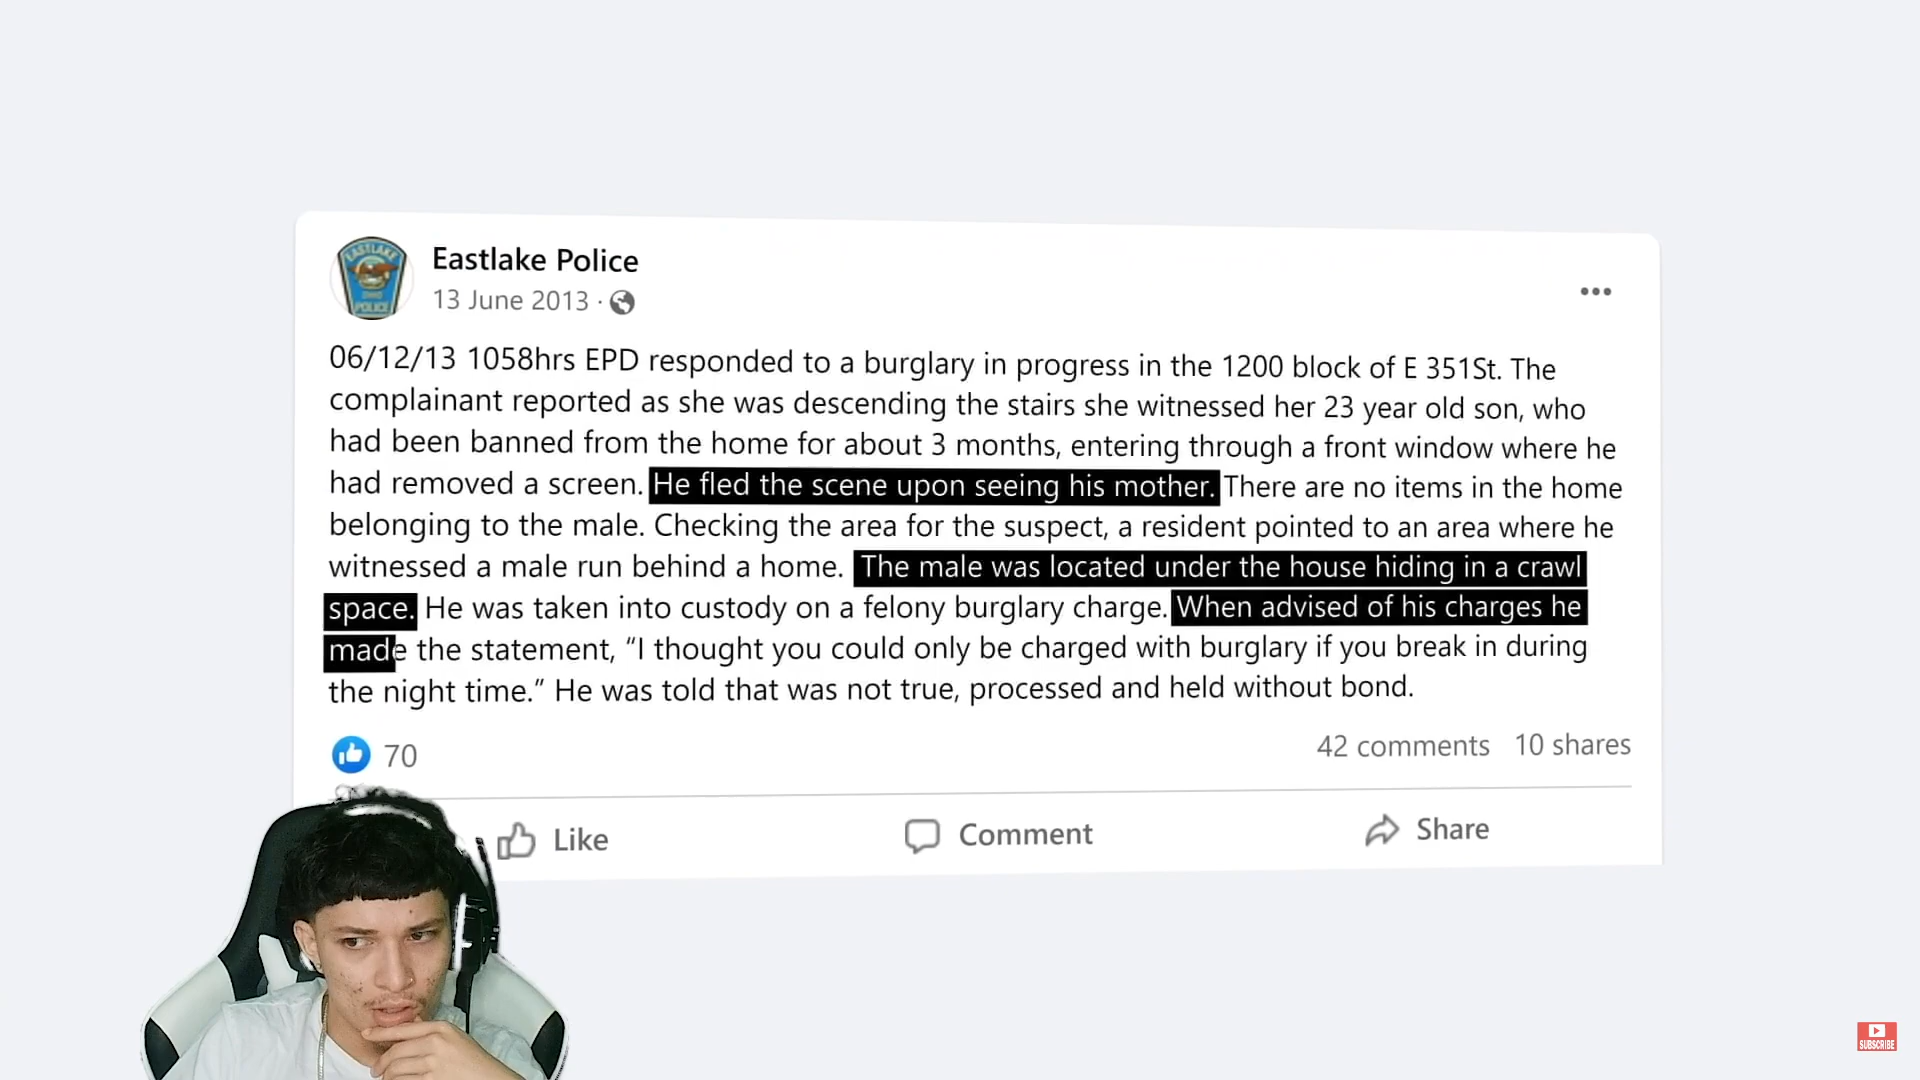 EASTLAKE
OHIO
POLICE
Eastlake Police
13 June 2013 ·
06/12/13 1058hrs EPD responded to a burglary in progress in the 1200 block of E 351St. The
complainant reported as she was descending the stairs she witnessed her 23 year old son, who
had been banned from the home for about 3 months, entering through a front window where he
had removed a screen. He fled the scene upon seeing his mother. There are no items in the home
belonging to the male. Checking the area for the suspect, a resident pointed to an area where he
witnessed a male run behind a home. The male was located under the house hiding in a crawl
space. He was taken into custody on a felony burglary charge. When advised of his charges he
made the statement, “I thought you could only be charged with burglary if you break in during
the night time.” He was told that was not true, processed and held without bond.
70
42 comments 10 shares
Like Comment Share
SUBSCRIBE